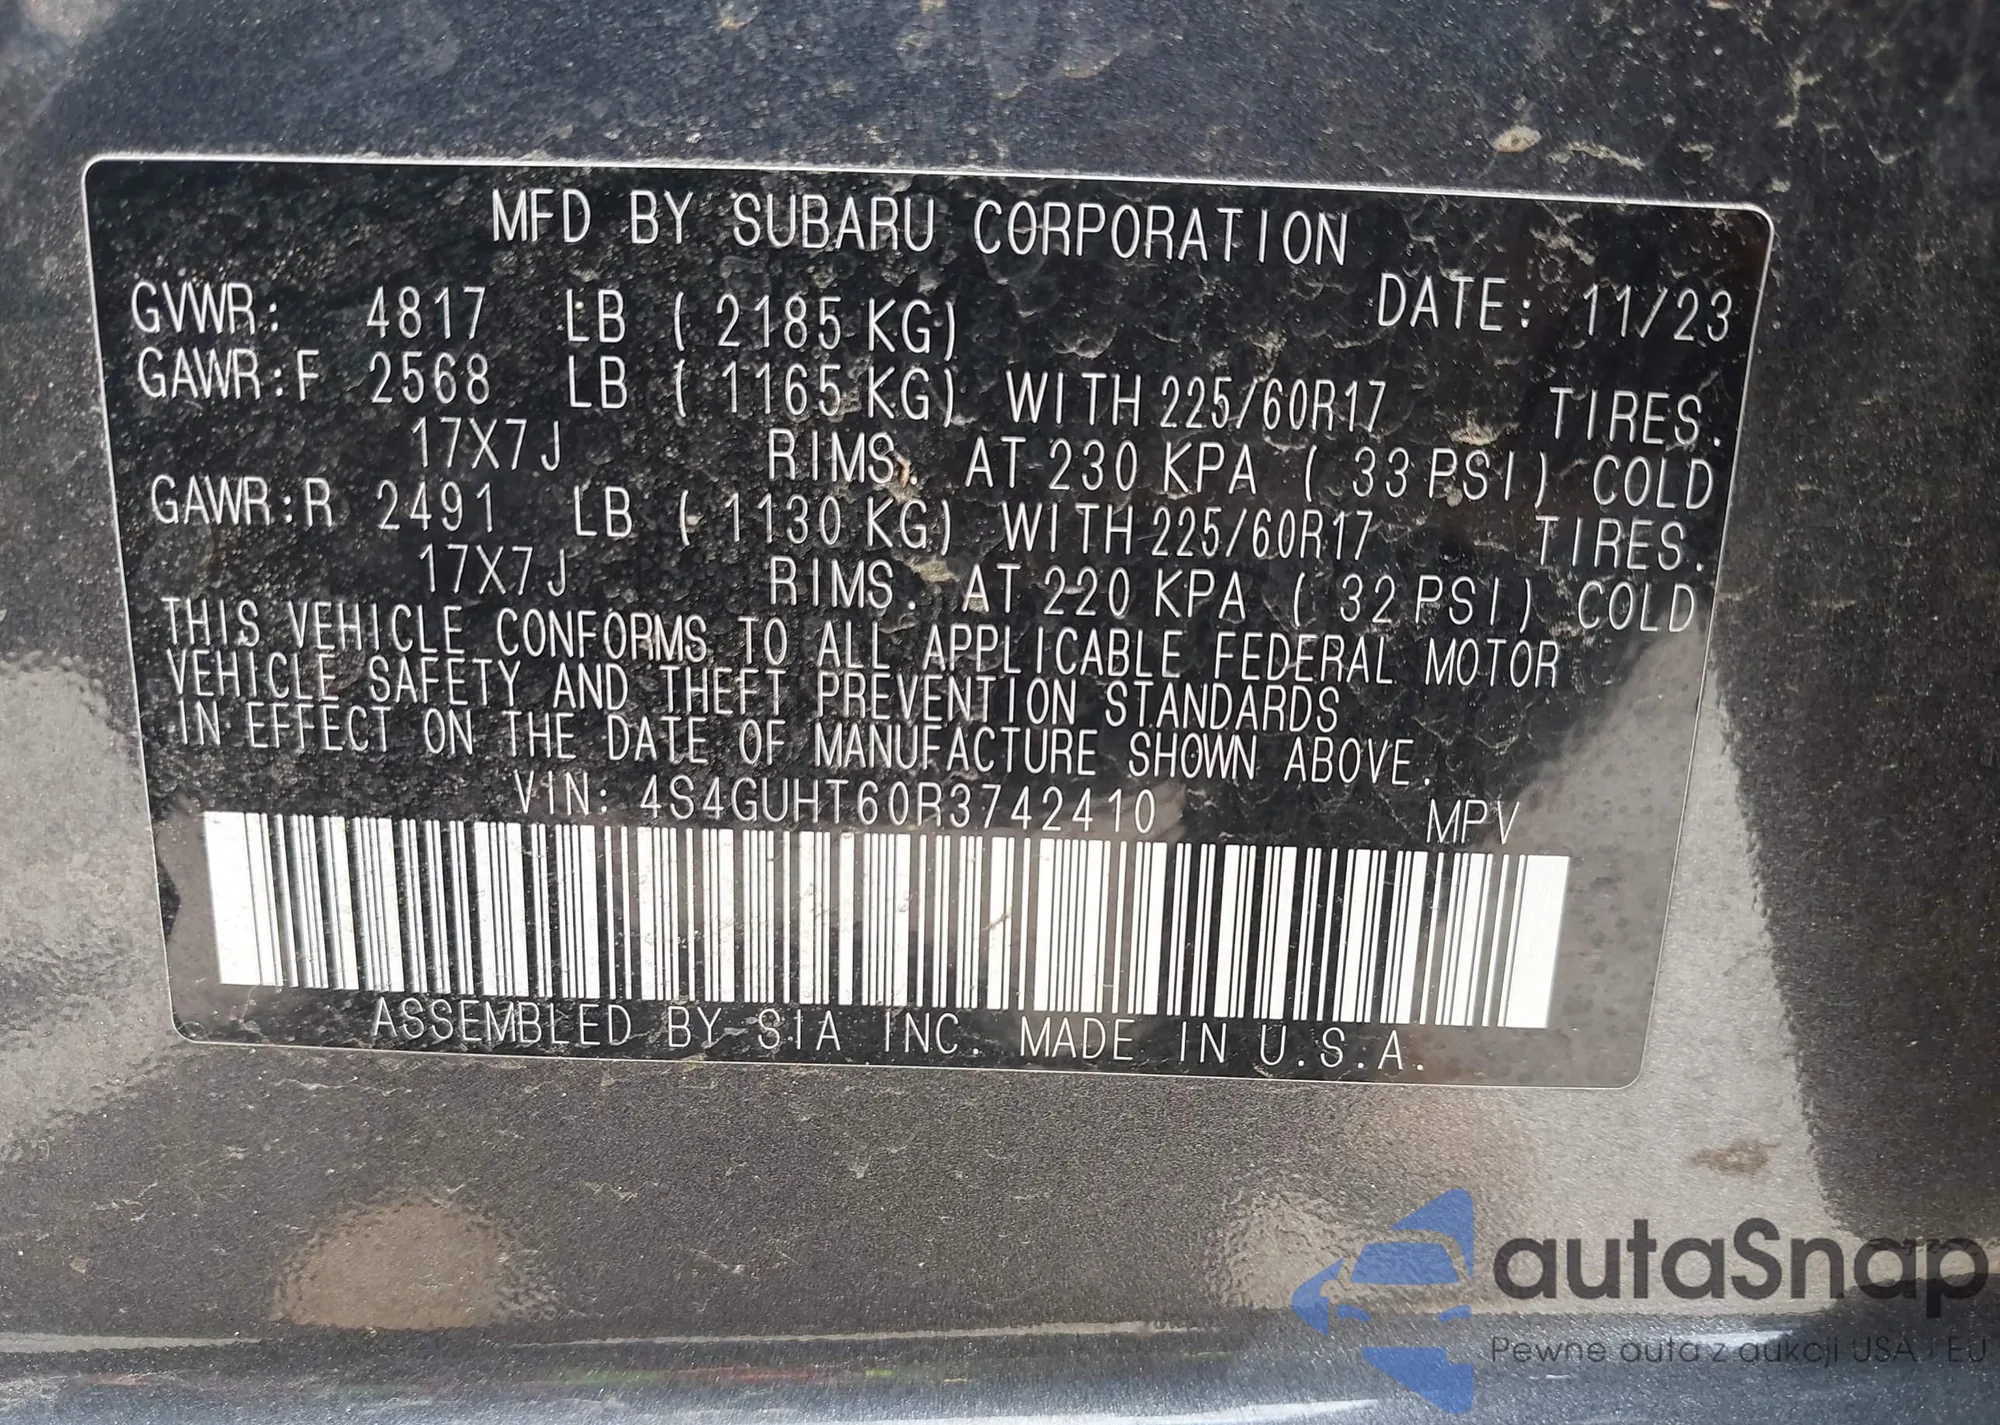 MFD BY SUBARU CORPORATION
GVWR: 4817 LB ( 2185 KG) DATE: 11/23
GAWR:F 2568 LB ( 1165 KG) WITH 225/60R17 TIRES.
17X7J RIMS. AT 230 KPA ( 33 PSI) COLD
GAWR:R 2491 LB ( 1130 KG) WITH 225/60R17 TIRES.
17X7J RIMS. AT 220 KPA ( 32 PSI) COLD
THIS VEHICLE CONFORMS TO ALL APPLICABLE FEDERAL MOTOR
VEHICLE SAFETY AND THEFT PREVENTION STANDARDS
IN EFFECT ON THE DATE OF MANUFACTURE SHOWN ABOVE.
VIN: 4S4GUHT60R3742410 MPV
ASSEMBLED BY SIA INC. MADE IN U.S.A.
autaSnap
Pewne auta z aukcji USA i EU